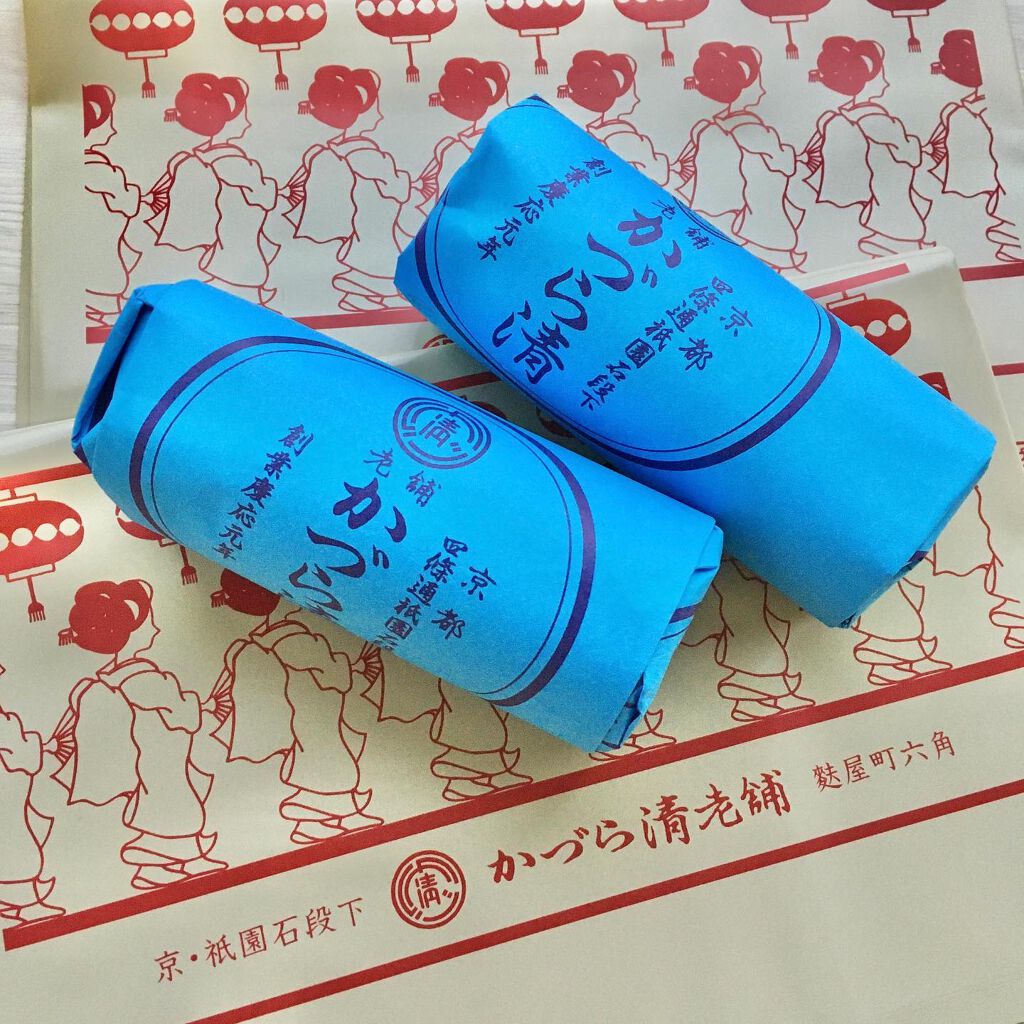 京都
四條通祇園石段下
老舗
かづら清
創業慶応元年
清
京都
四條通祇園
老舗
かづら
創業慶応元年
京・祇園石段下
清
かづら清老舗
麩屋町六角